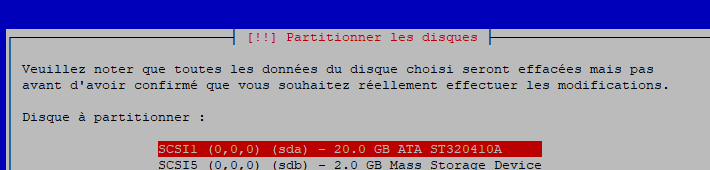 [!!] Partitionner les disques
Veuillez noter que toutes les données du disque choisi seront effacées mais pas
avant d'avoir confirmé que vous souhaitez réellement effectuer les modifications.
Disque à partitionner :
SCSI1 (0,0,0) (sda) - 20.0 GB ATA ST320410A
SCSI5 (0,0,0) (sdb) - 2.0 GB Mass Storage Device